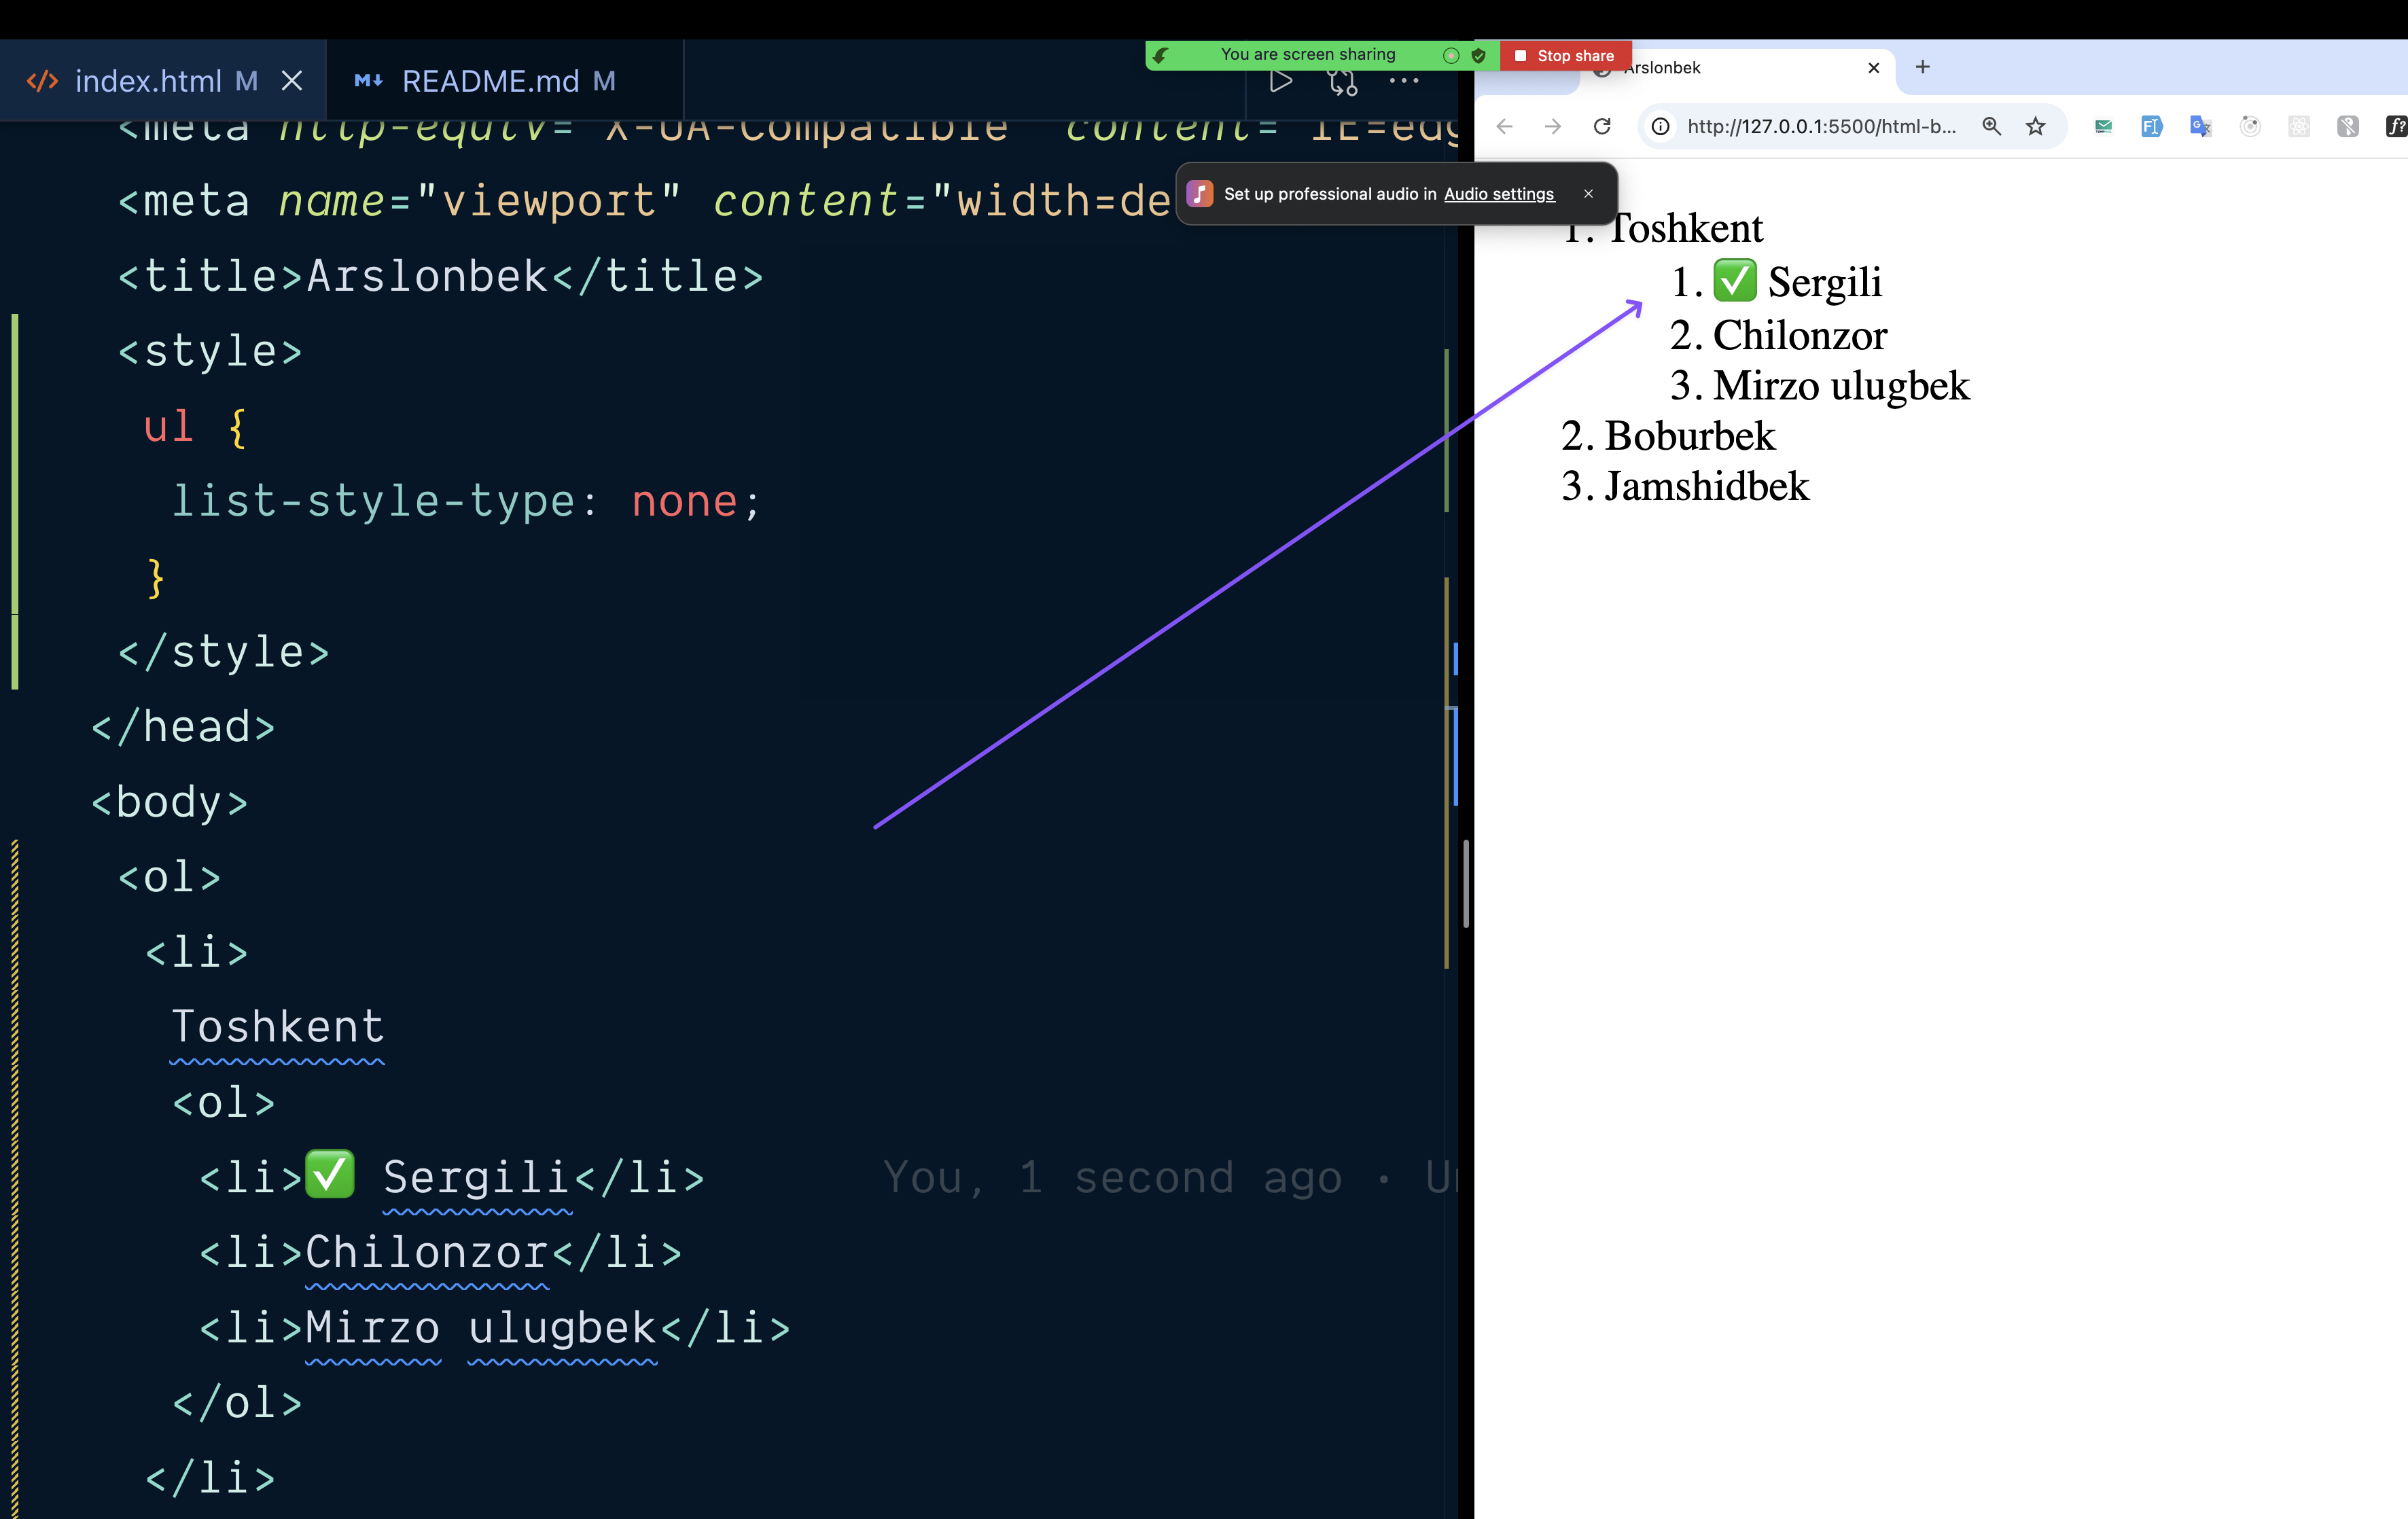 You are screen sharing
Stop share
index.html M
README.md M
Arslonbek
http://127.0.0.1:5500/html-b...
Set up professional audio in Audio settings
<meta http-equiv="X-UA-Compatible" content="IE=edg
<meta name="viewport" content="width=de
<title>Arslonbek</title>
<style>
ul {
list-style-type: none;
}
</style>
</head>
<body>
<ol>
<li>
Toshkent
<ol>
<li>✅ Sergili</li>
You, 1 second ago •
<li>Chilonzor</li>
<li>Mirzo ulugbek</li>
</ol>
</li>
1. Toshkent
1. ✅ Sergili
2. Chilonzor
3. Mirzo ulugbek
2. Boburbek
3. Jamshidbek